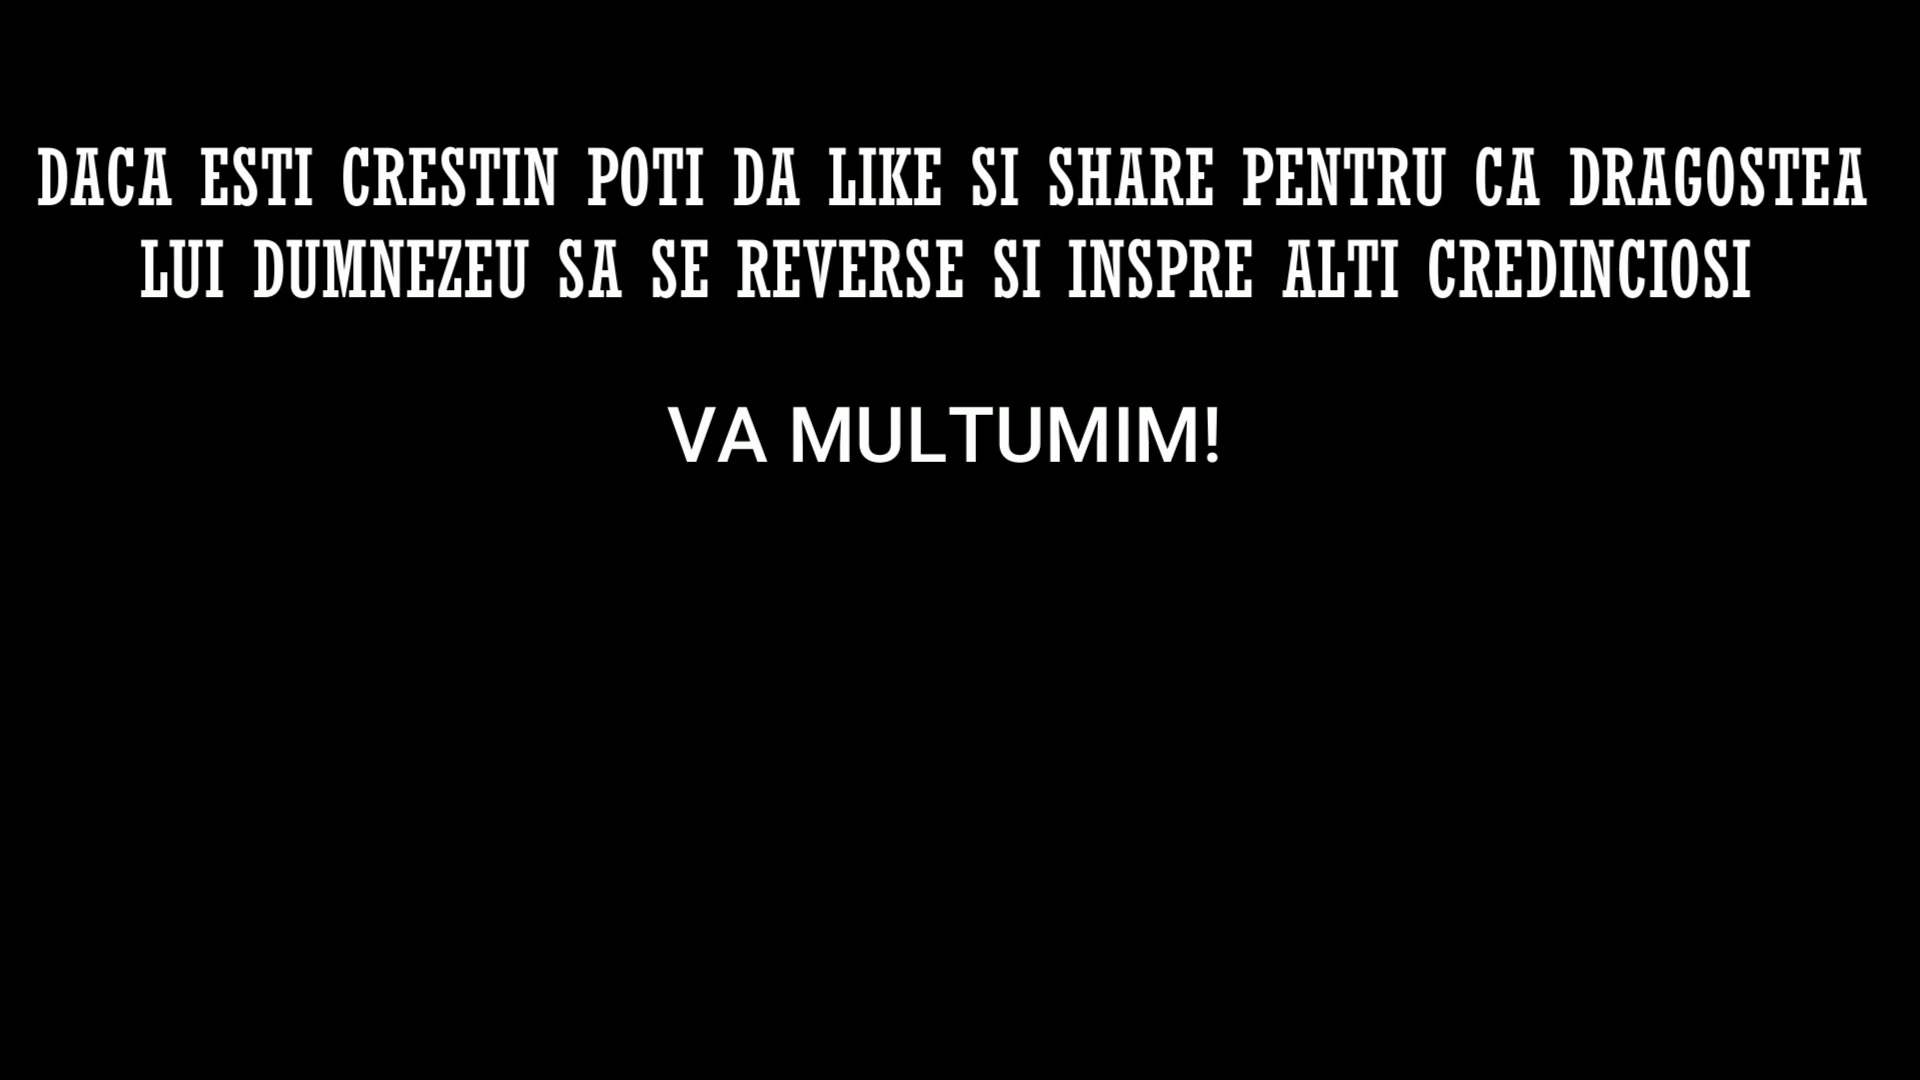 DACA ESTI CRESTIN POTI DA LIKE SI SHARE PENTRU CA DRAGOSTEA
LUI DUMNEZEU SA SE REVERSE SI INSPRE ALTI CREDINCIOSI
VA MULTUMIM!